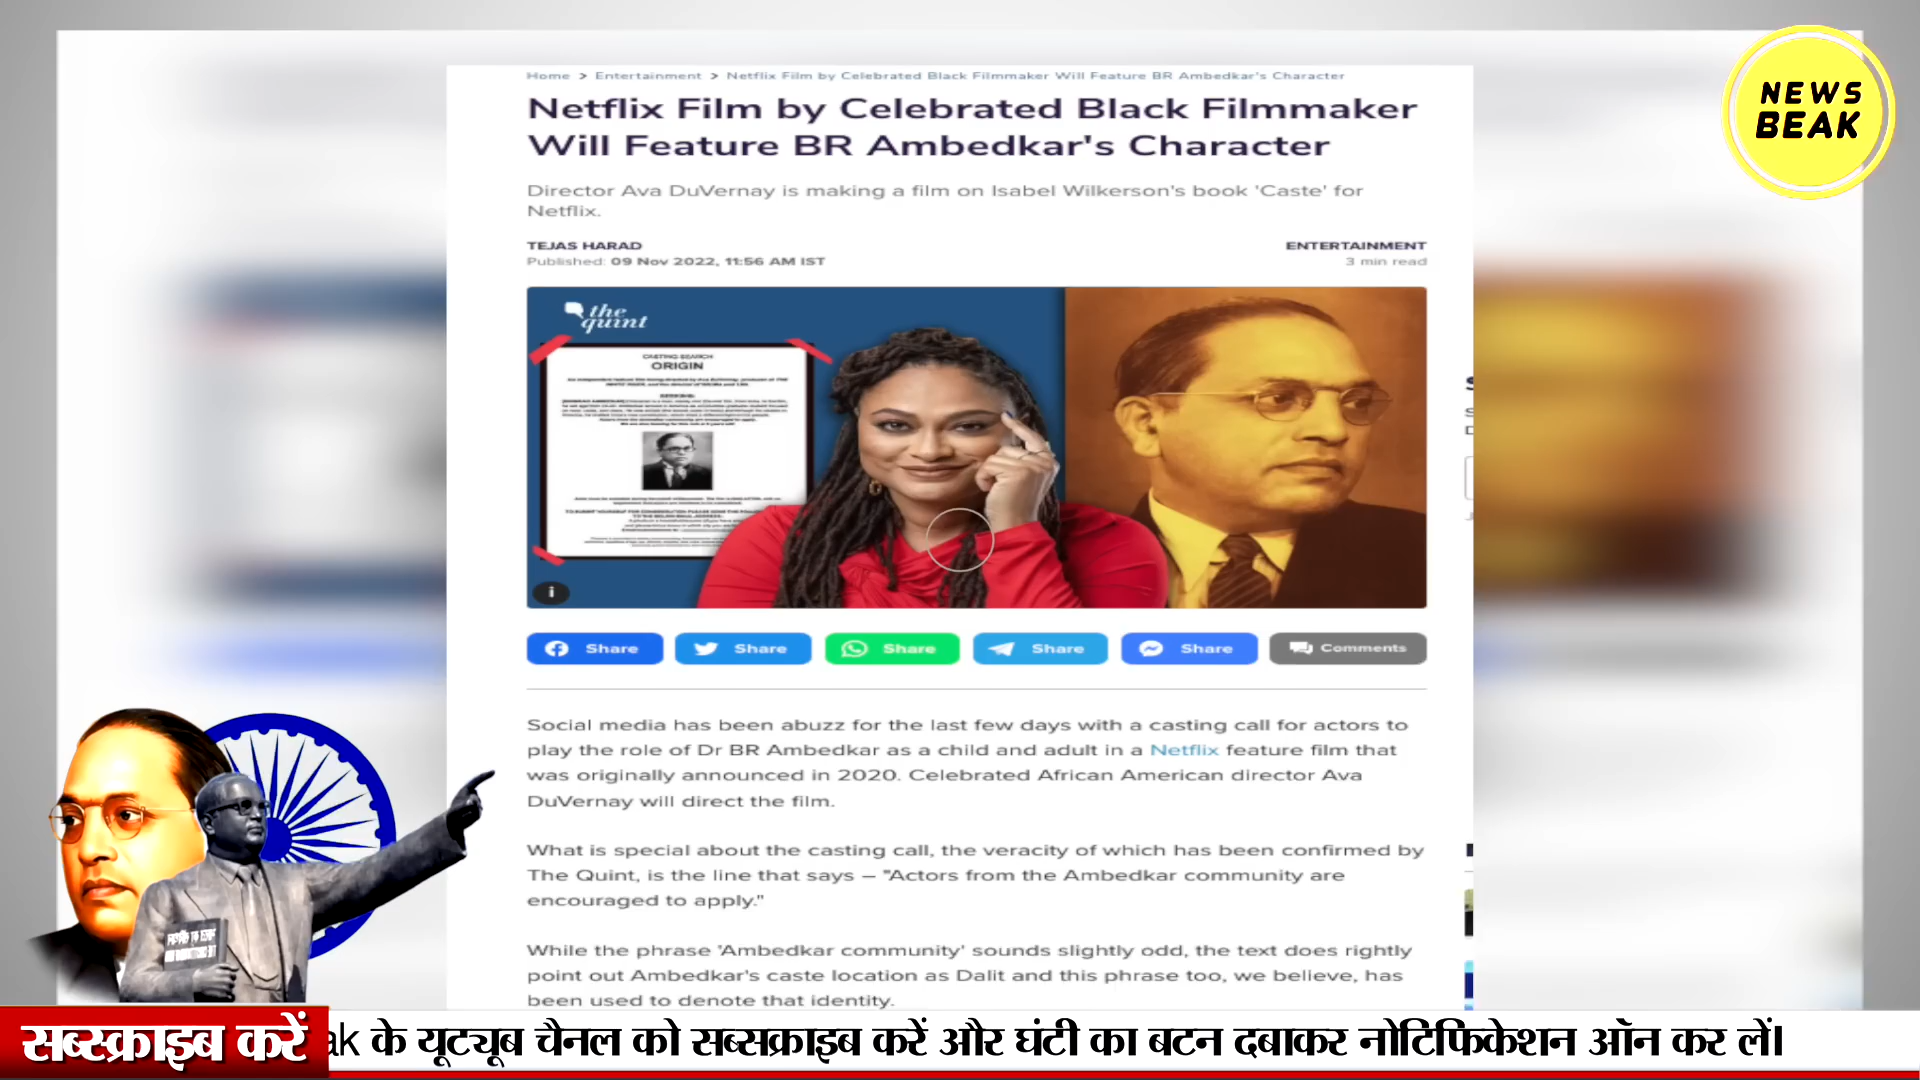 Home > Entertainment > Netflix Film by Celebrated Black Filmmaker Will Feature BR Ambedkar's Character
NEWS
BEAK
Netflix Film by Celebrated Black Filmmaker
Will Feature BR Ambedkar's Character
Director Ava DuVernay is making a film on Isabel Wilkerson's book 'Caste' for
Netflix.
TEJAS HARAD
ENTERTAINMENT
Published: 09 Nov 2022, 11:56 AM IST
3 min read
the
quint
CASTING SEARCH
ORIGIN
i
Share
Share
Share
Share
Share
Comments
Social media has been abuzz for the last few days with a casting call for actors to
play the role of Dr BR Ambedkar as a child and adult in a Netflix feature film that
was originally announced in 2020. Celebrated African American director Ava
DuVernay will direct the film.
What is special about the casting call, the veracity of which has been confirmed by
The Quint, is the line that says – "Actors from the Ambedkar community are
encouraged to apply."
While the phrase 'Ambedkar community' sounds slightly odd, the text does rightly
point out Ambedkar's caste location as Dalit and this phrase too, we believe, has
been used to denote that identity.
सब्स्क्राइब करें
ak के यूट्यूब चैनल को सब्सक्राइब करें और घंटी का बटन दबाकर नोटिफिकेशन ऑन कर लें।